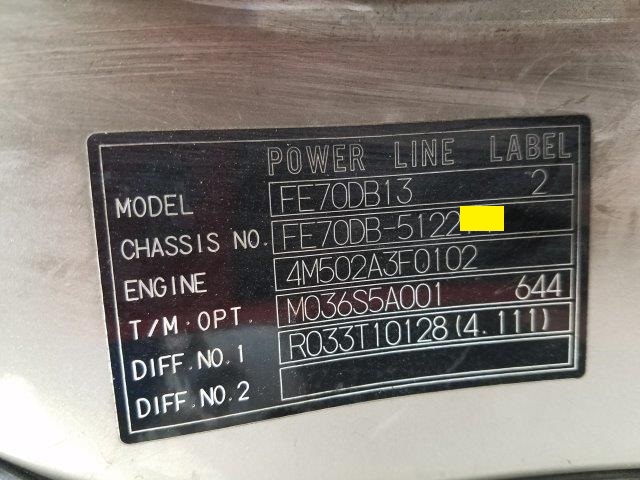 POWER LINE LABEL
MODEL FE70DB13 2
CHASSIS NO. FE70DB-5122
ENGINE 4M502A3F0102
T/M.OPT. M036S5A001 644
DIFF.NO.1 R033T10128(4.111)
DIFF.NO.2